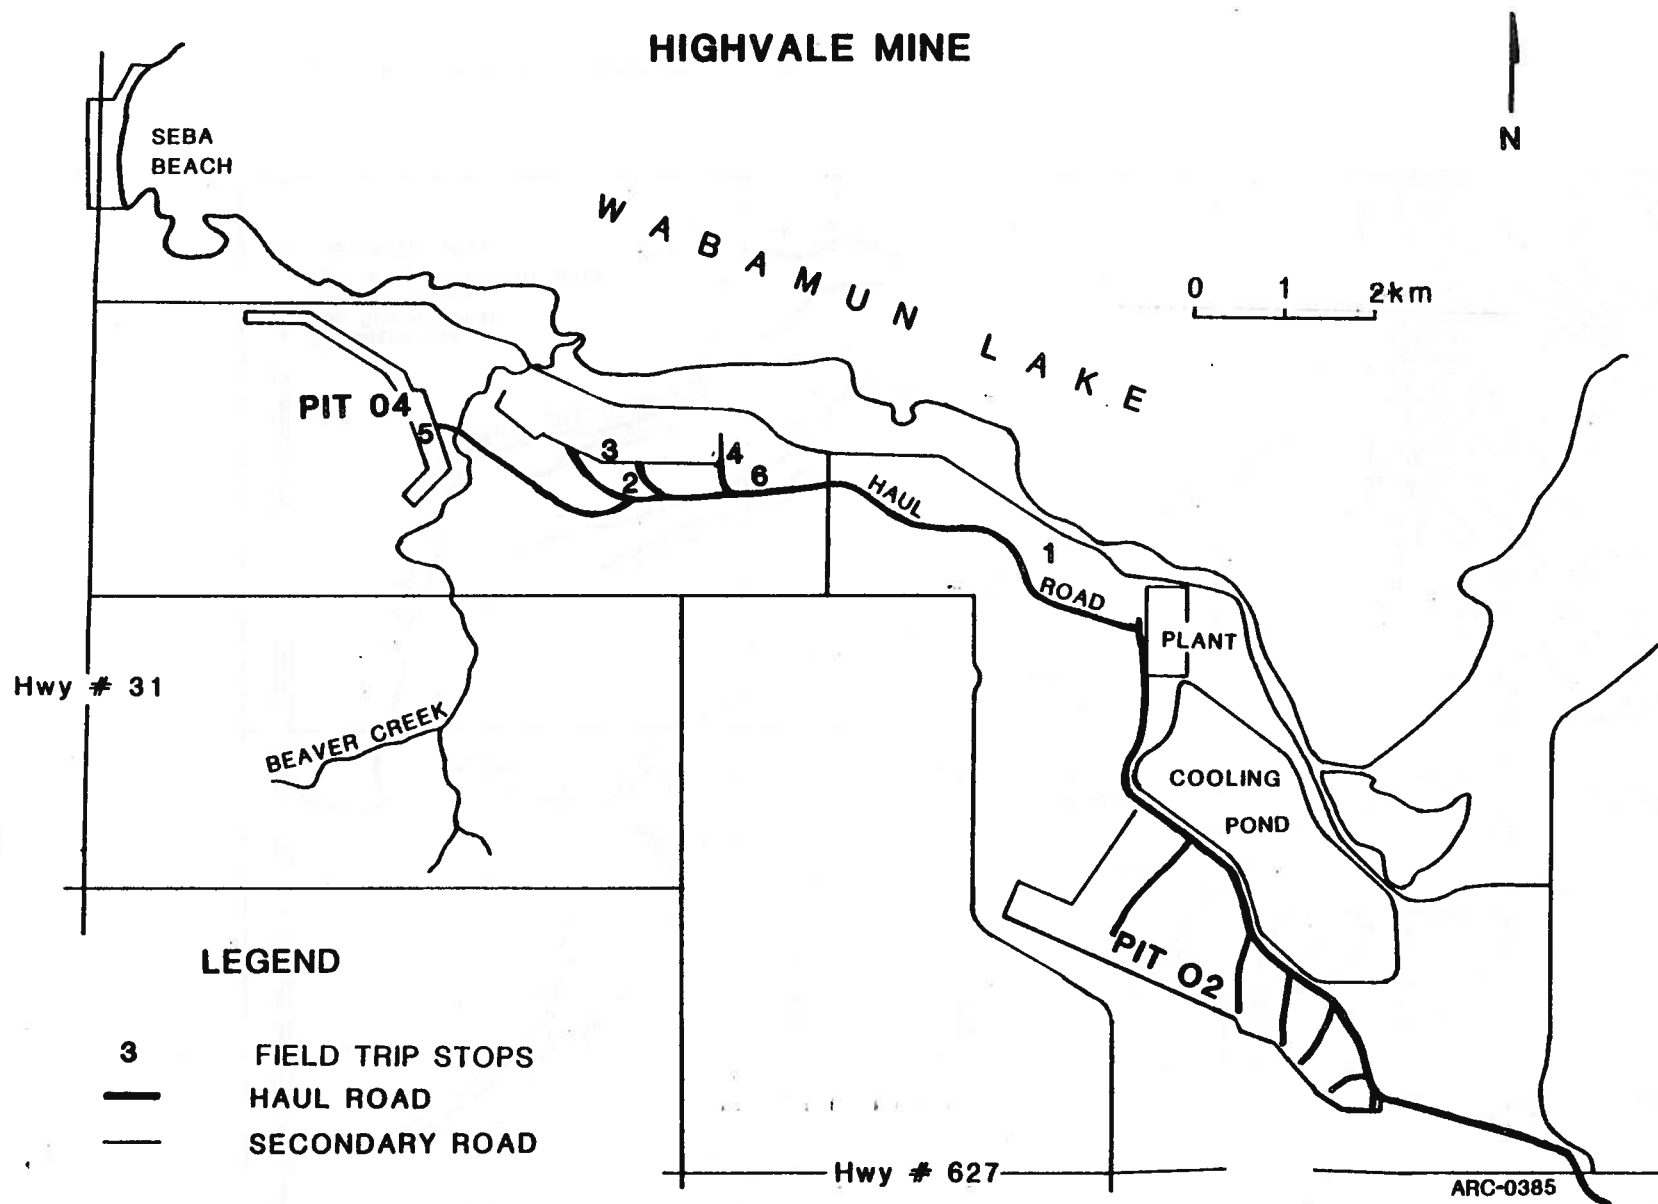 HIGHVALE MINE
N
SEBA
BEACH
WABAMUN LAKE
0 1 2km
PIT 04
5
3
4
2
6
HAUL
1
ROAD
PLANT
Hwy # 31
BEAVER CREEK
COOLING
POND
PIT 02
LEGEND
3 FIELD TRIP STOPS
HAUL ROAD
SECONDARY ROAD
Hwy # 627
ARC-0385